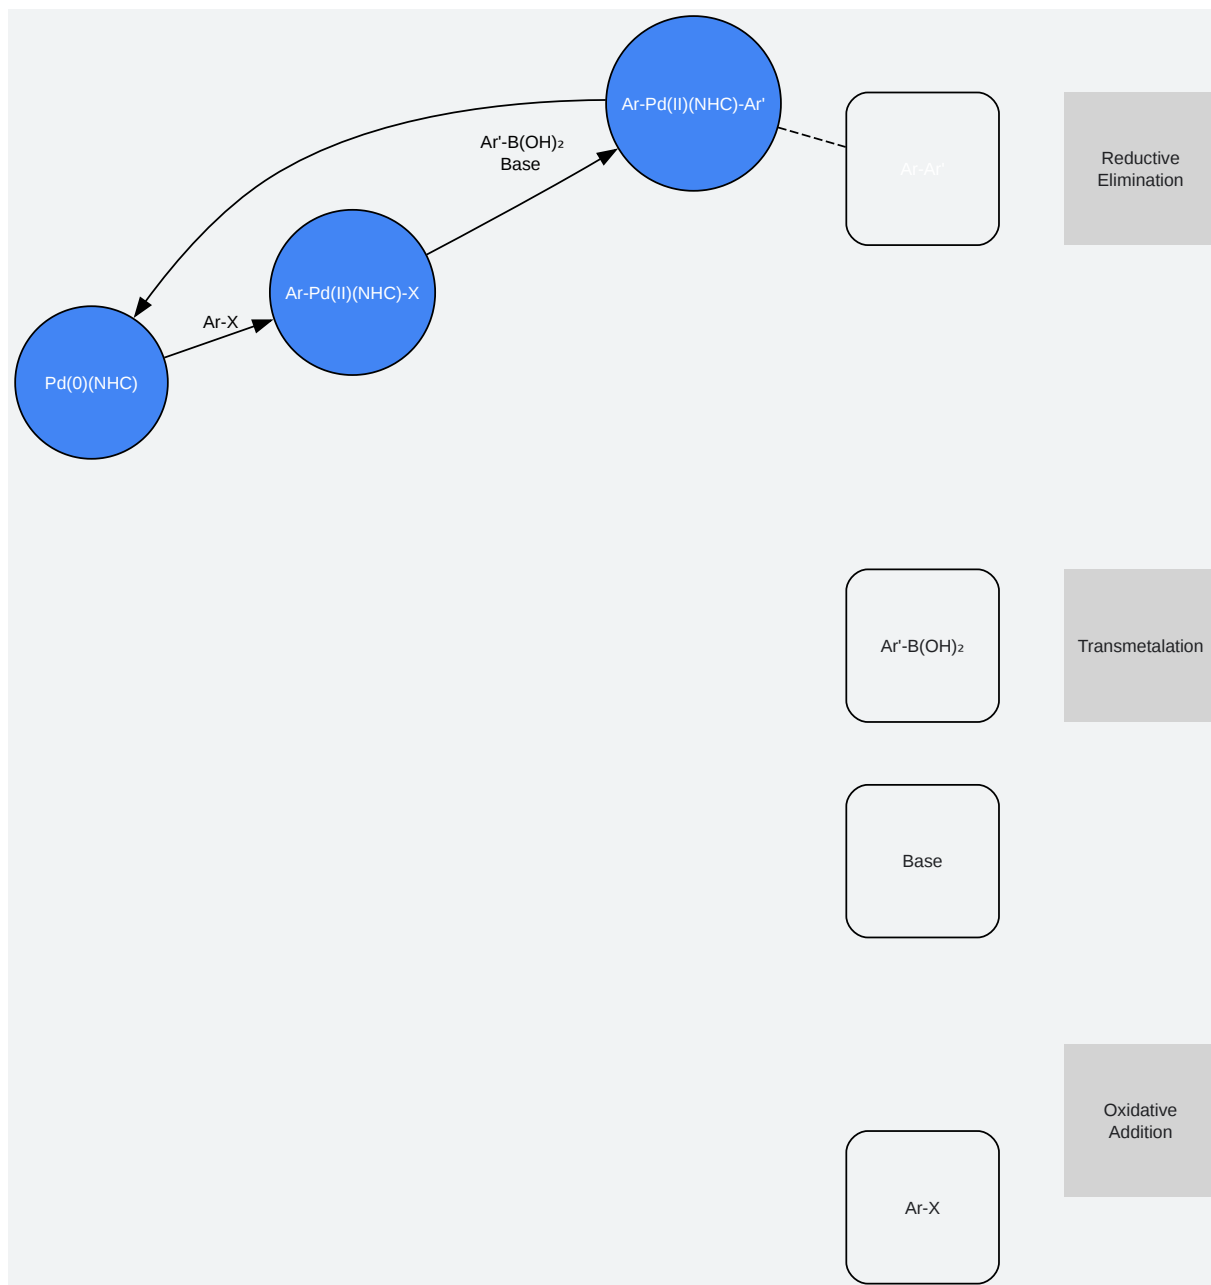 Ar-Pd(II)(NHC)-Ar'
Ar'-B(OH)₂
Base
Ar-Ar'
Reductive
Elimination
Ar-Pd(II)(NHC)-X
Ar-X
Pd(0)(NHC)
Ar'-B(OH)₂
Transmetalation
Base
Oxidative
Addition
Ar-X